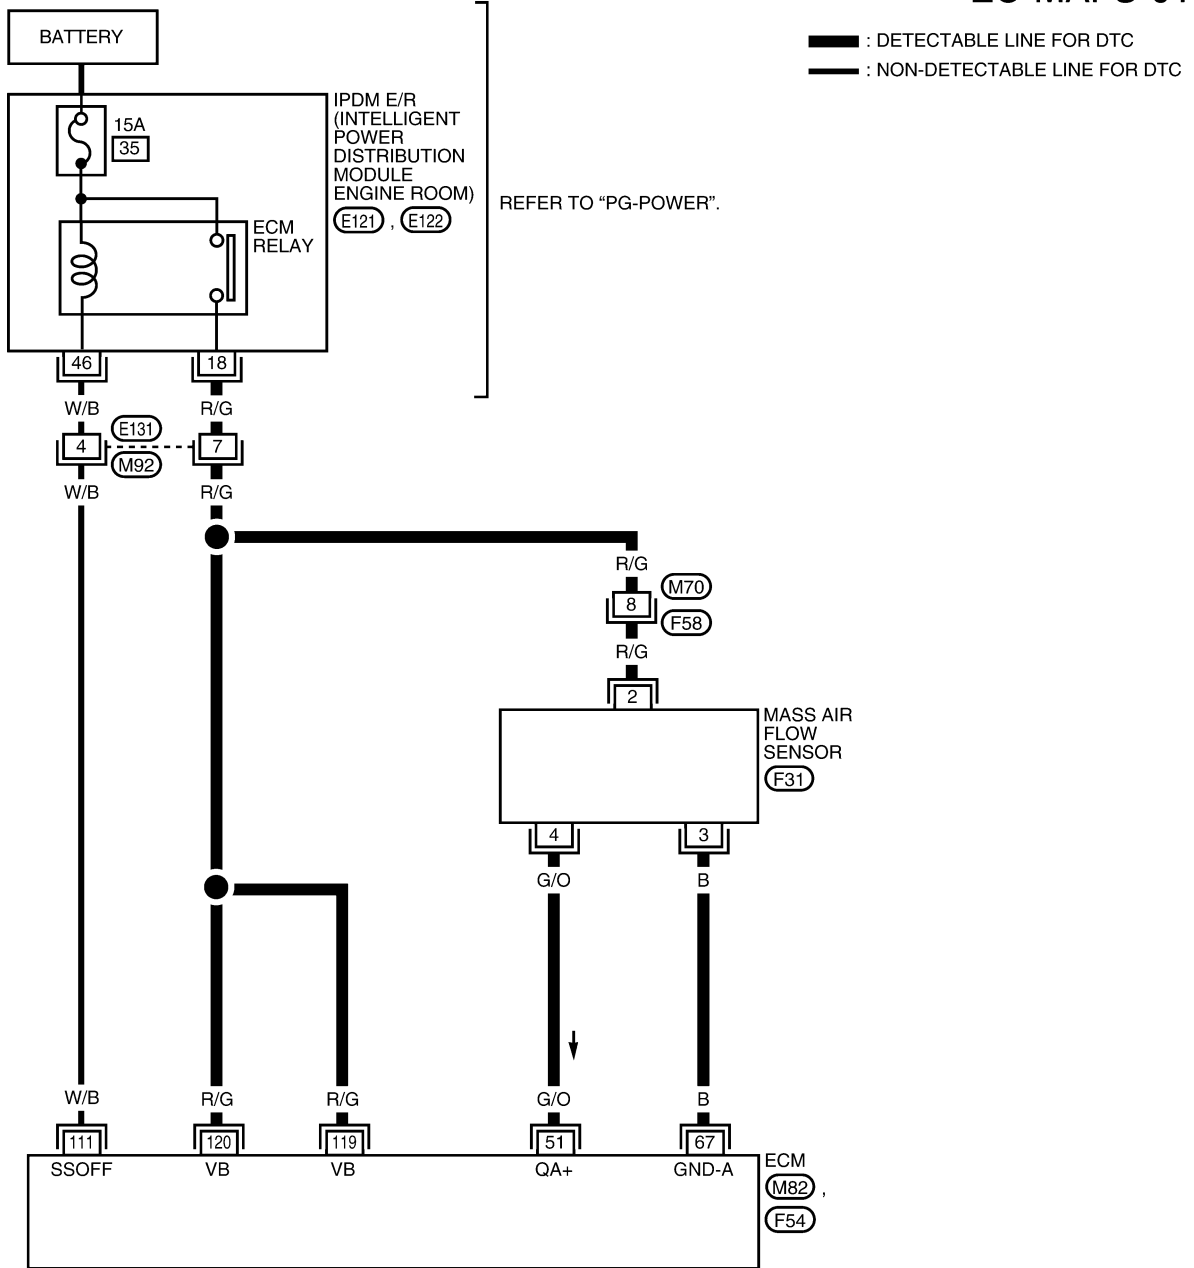 BATTERY
: DETECTABLE LINE FOR DTC
: NON-DETECTABLE LINE FOR DTC
15A
35
IPDM E/R
(INTELLIGENT
POWER
DISTRIBUTION
MODULE
ENGINE ROOM)
E121 , E122
REFER TO “PG-POWER”.
ECM
RELAY
46
18
W/B
R/G
4
E131
M92
7
W/B
R/G
R/G
8
M70
F58
R/G
2
MASS AIR
FLOW
SENSOR
F31
4
3
G/O
B
W/B
R/G
R/G
G/O
B
111
120
119
51
67
SSOFF
VB
VB
QA+
GND-A
ECM
M82 ,
F54